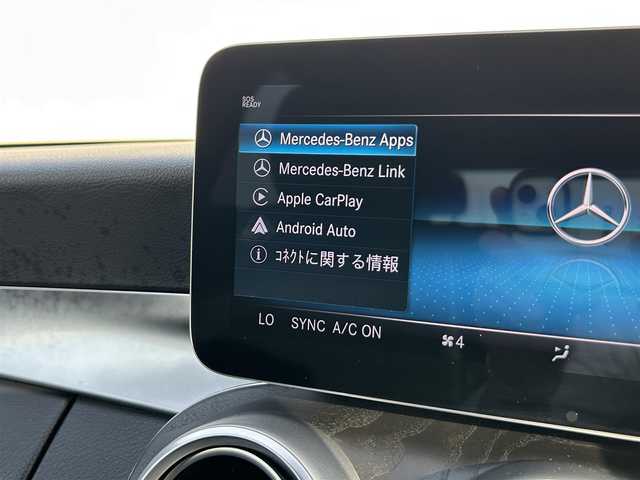 SOS
READY
Mercedes-Benz Apps
Mercedes-Benz Link
Apple CarPlay
Android Auto
ｺﾈｸﾄに関する情報
LO SYNC A/C ON 4